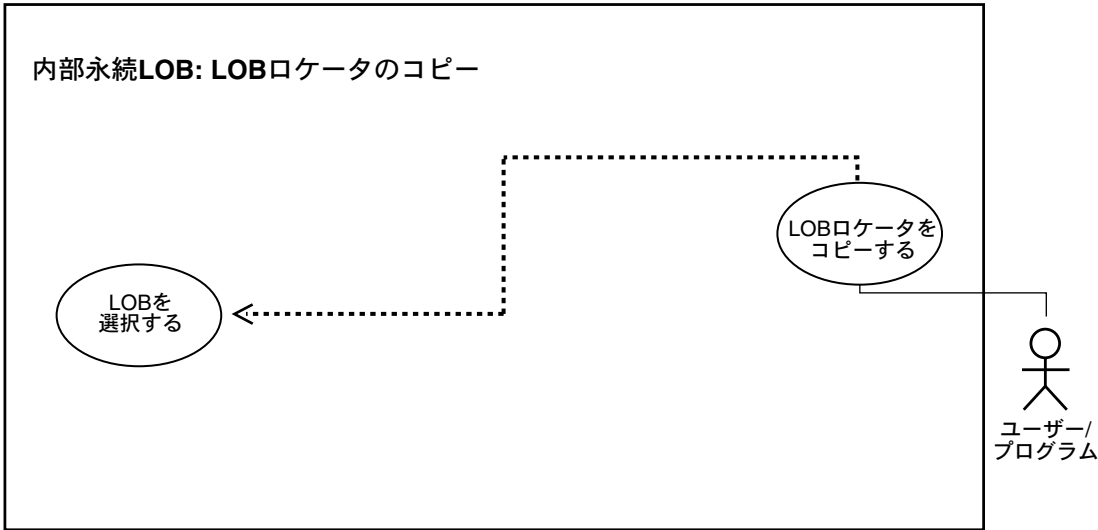 内部永続LOB: LOBロケータのコピー
LOBロケータを
コピーする
LOBを
選択する
ユーザー/
プログラム